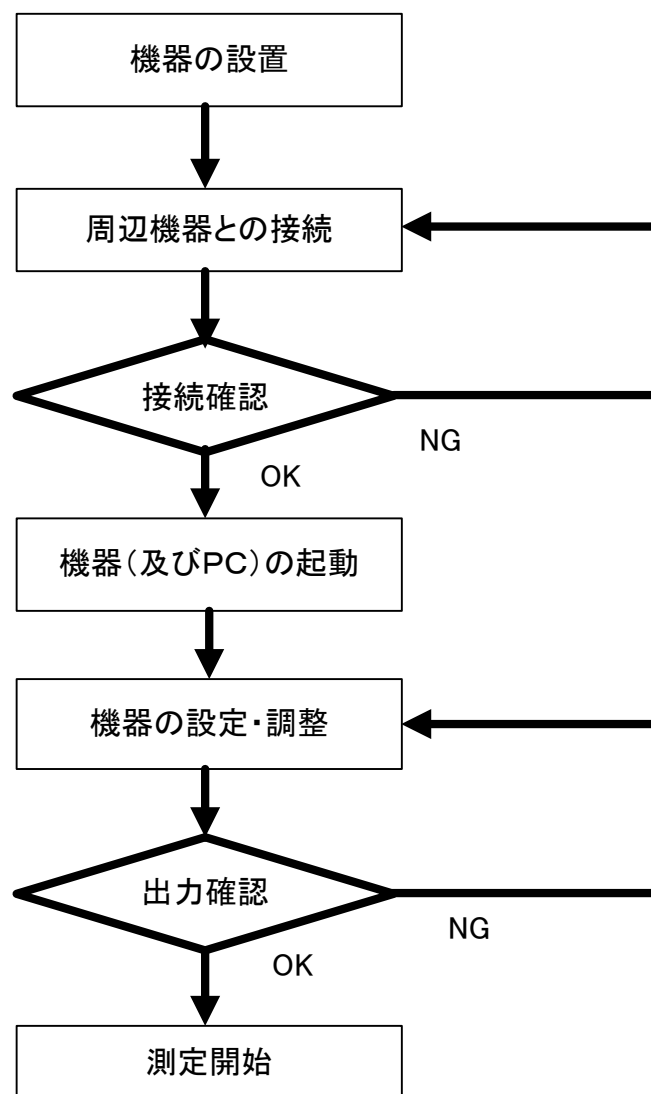 機器の設置
周辺機器との接続
接続確認
NG
OK
機器(及びPC)の起動
機器の設定・調整
出力確認
NG
OK
測定開始